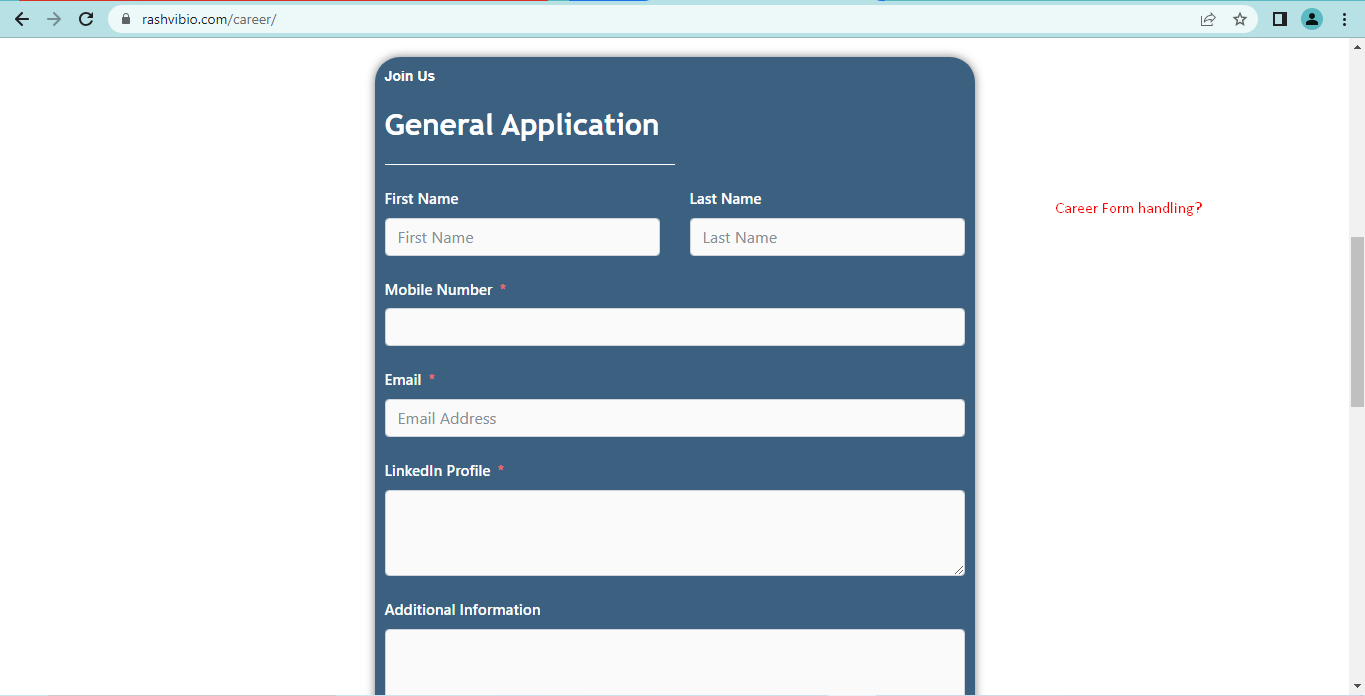 rashvibio.com/career/
Join Us
General Application
First Name Last Name
Career Form handling?
First Name Last Name
Mobile Number *
Email *
Email Address
LinkedIn Profile *
Additional Information